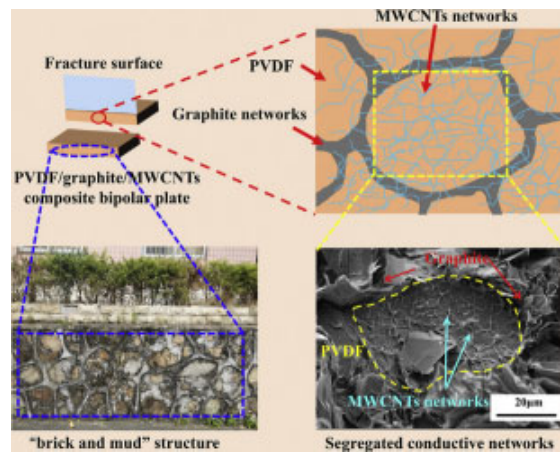 MWCNTs networks
Fracture surface
PVDF
Graphite networks
PVDF/graphite/MWCNTs
composite bipolar plate
Graphite
PVDF
MWCNTs networks
20μm
"brick and mud" structure
Segregated conductive networks